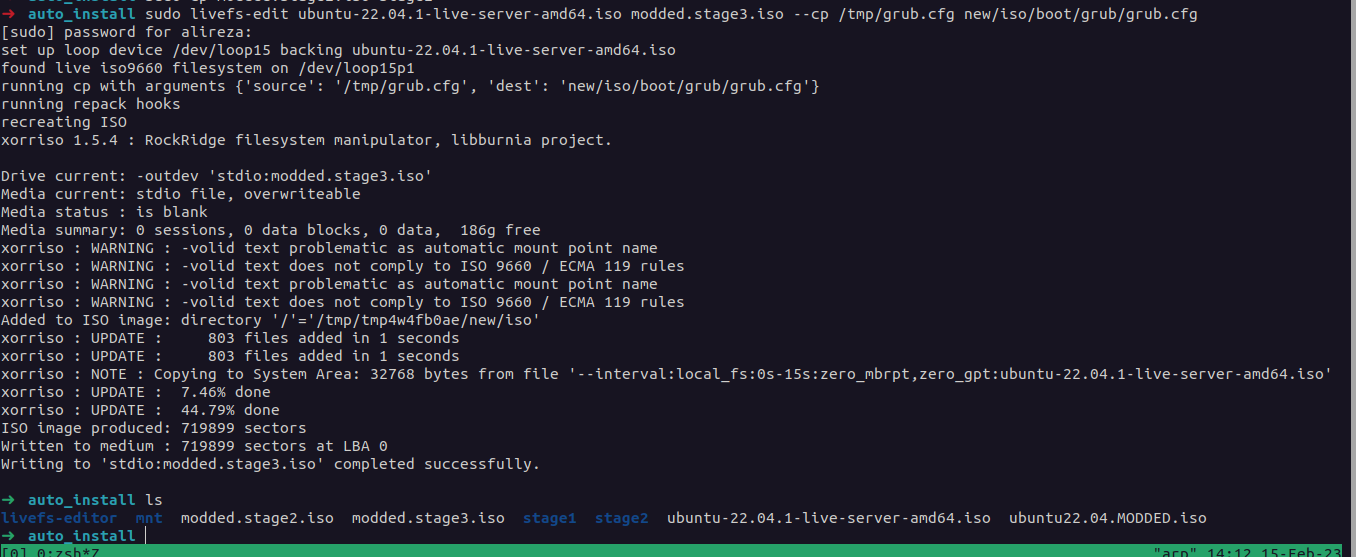 → auto_install sudo livefs-edit ubuntu-22.04.1-live-server-amd64.iso modded.stage3.iso --cp /tmp/grub.cfg new/iso/boot/grub/grub.cfg
[sudo] password for alireza:
set up loop device /dev/loop15 backing ubuntu-22.04.1-live-server-amd64.iso
found live iso9660 filesystem on /dev/loop15p1
running cp with arguments {'source': '/tmp/grub.cfg', 'dest': 'new/iso/boot/grub/grub.cfg'}
running repack hooks
recreating ISO
xorriso 1.5.4 : RockRidge filesystem manipulator, libburnia project.
Drive current: -outdev 'stdio:modded.stage3.iso'
Media current: stdio file, overwriteable
Media status : is blank
Media summary: 0 sessions, 0 data blocks, 0 data,  186g free
xorriso : WARNING : -volid text problematic as automatic mount point name
xorriso : WARNING : -volid text does not comply to ISO 9660 / ECMA 119 rules
xorriso : WARNING : -volid text problematic as automatic mount point name
xorriso : WARNING : -volid text does not comply to ISO 9660 / ECMA 119 rules
Added to ISO image: directory '/'='/tmp/tmp4w4fb0ae/new/iso'
xorriso : UPDATE :     803 files added in 1 seconds
xorriso : UPDATE :     803 files added in 1 seconds
xorriso : NOTE : Copying to System Area: 32768 bytes from file '--interval:local_fs:0s-15s:zero_mbrpt,zero_gpt:ubuntu-22.04.1-live-server-amd64.iso'
xorriso : UPDATE :  7.46% done
xorriso : UPDATE :  44.79% done
ISO image produced: 719899 sectors
Written to medium : 719899 sectors at LBA 0
Writing to 'stdio:modded.stage3.iso' completed successfully.
→ auto_install ls
livefs-editor  mnt  modded.stage2.iso  modded.stage3.iso  stage1  stage2  ubuntu-22.04.1-live-server-amd64.iso  ubuntu22.04.MODDED.iso
→ auto_install
[0] 0:zsh*Z "arp" 14:12 15-Feb-23